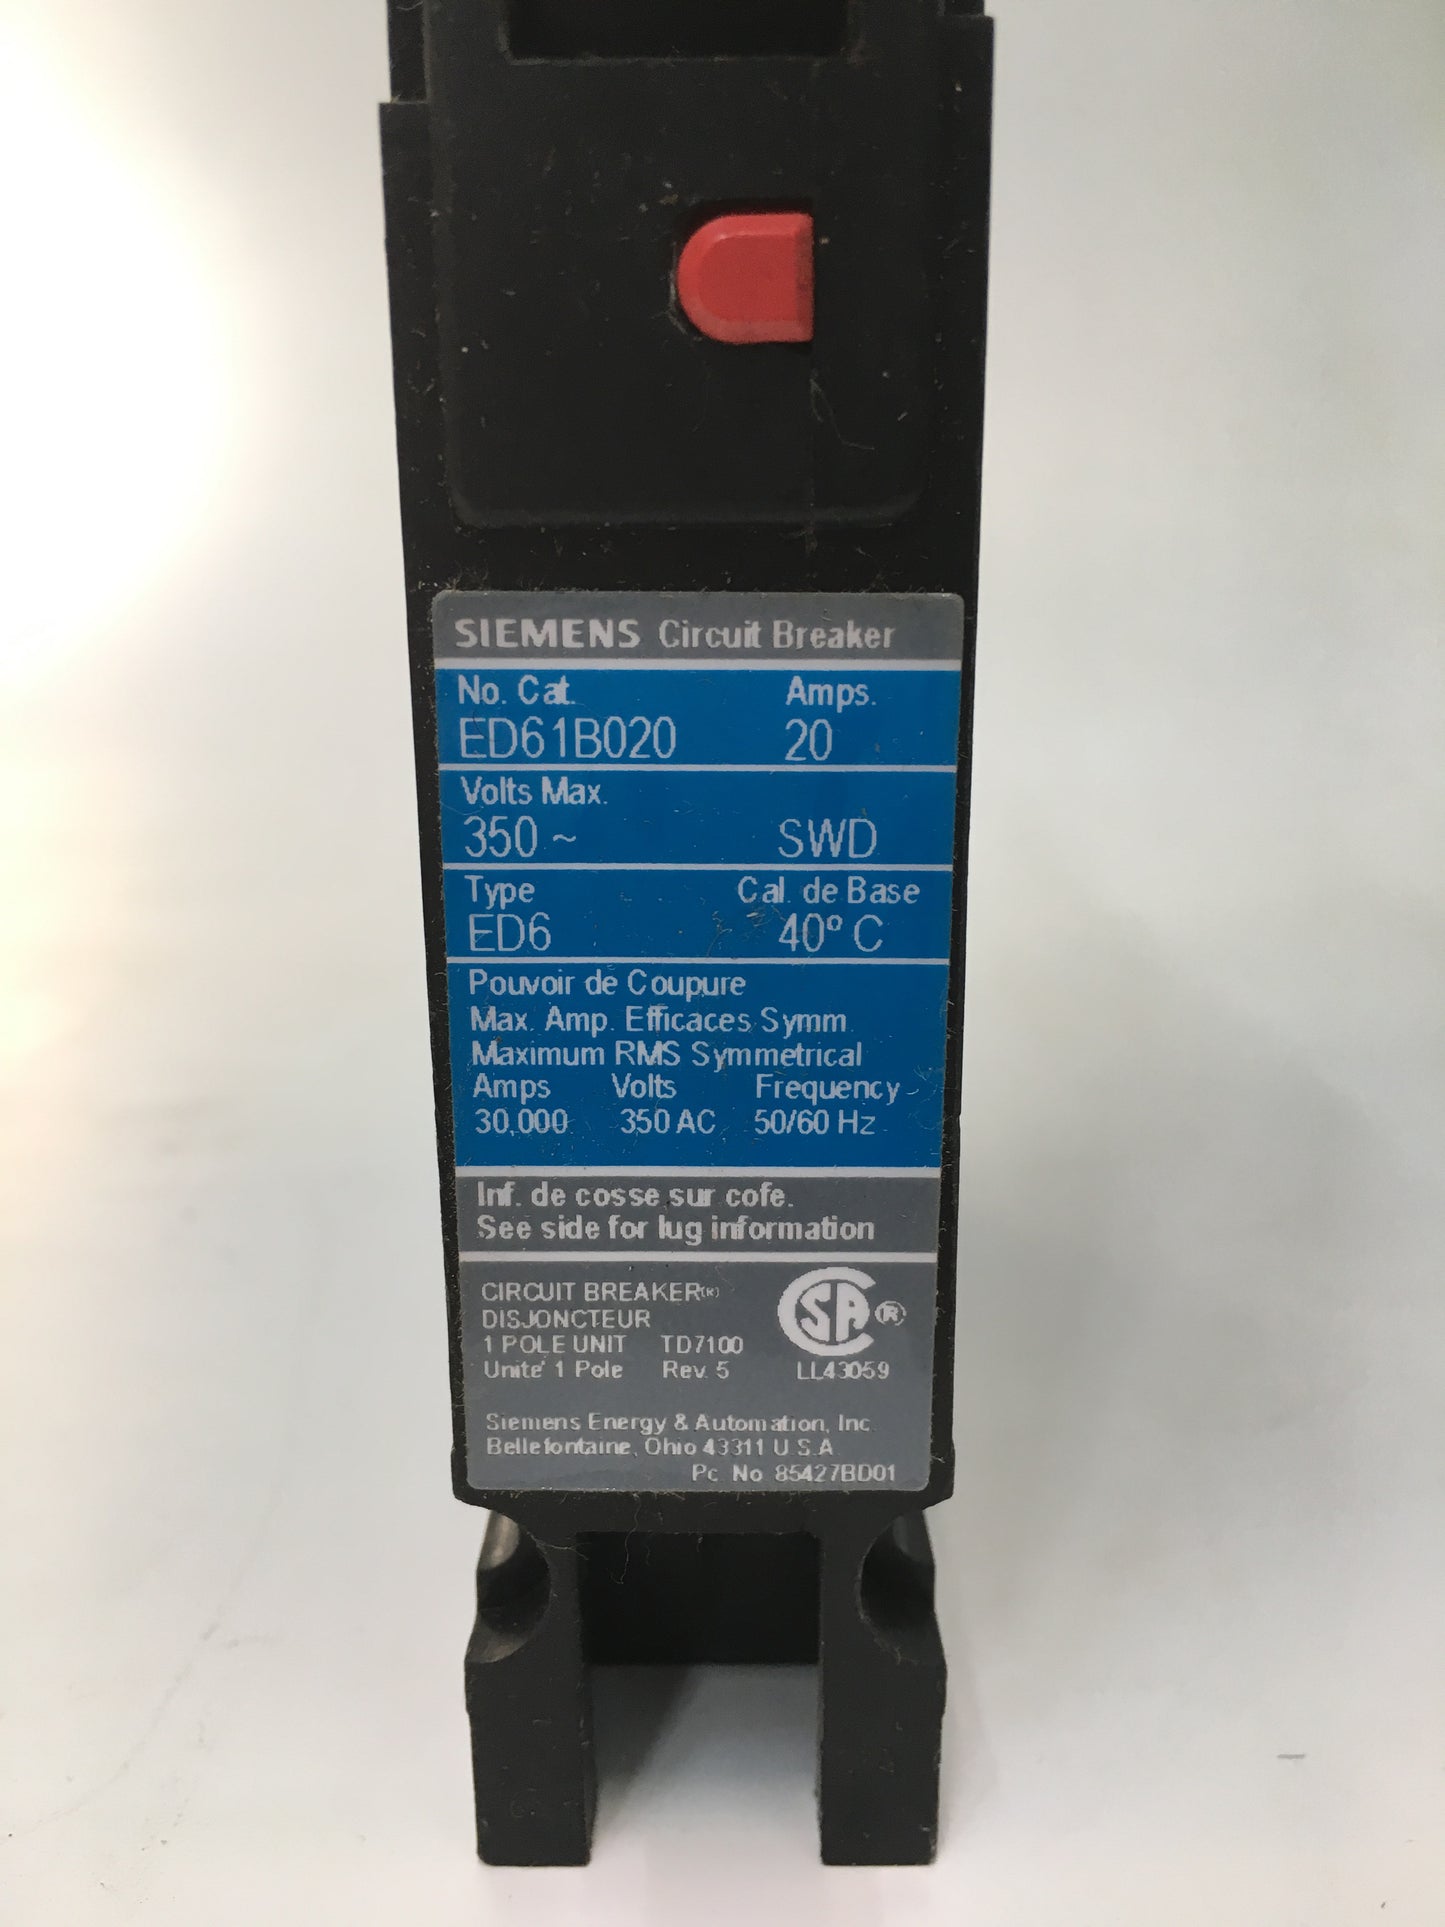 SIEMENS Circuit Breaker
No. Cat. Amps.
ED61B020 20
Volts Max.
350 ~ SWD
Type Cal. de Base
ED6 40° C
Pouvoir de Coupure
Max. Amp. Efficaces Symm.
Maximum RMS Symmetrical
Amps Volts Frequency
30,000 350 AC 50/60 Hz
Inf. de cosse sur cofe.
See side for lug information
CIRCUIT BREAKER(R)
DISJONCTEUR
1 POLE UNIT TD7100
Unite' 1 Pole Rev. 5
CSA ®
LL43059
Siemens Energy & Automation, Inc.
Bellefontaine, Ohio 43311 U.S.A.
Pc. No 85427BD01